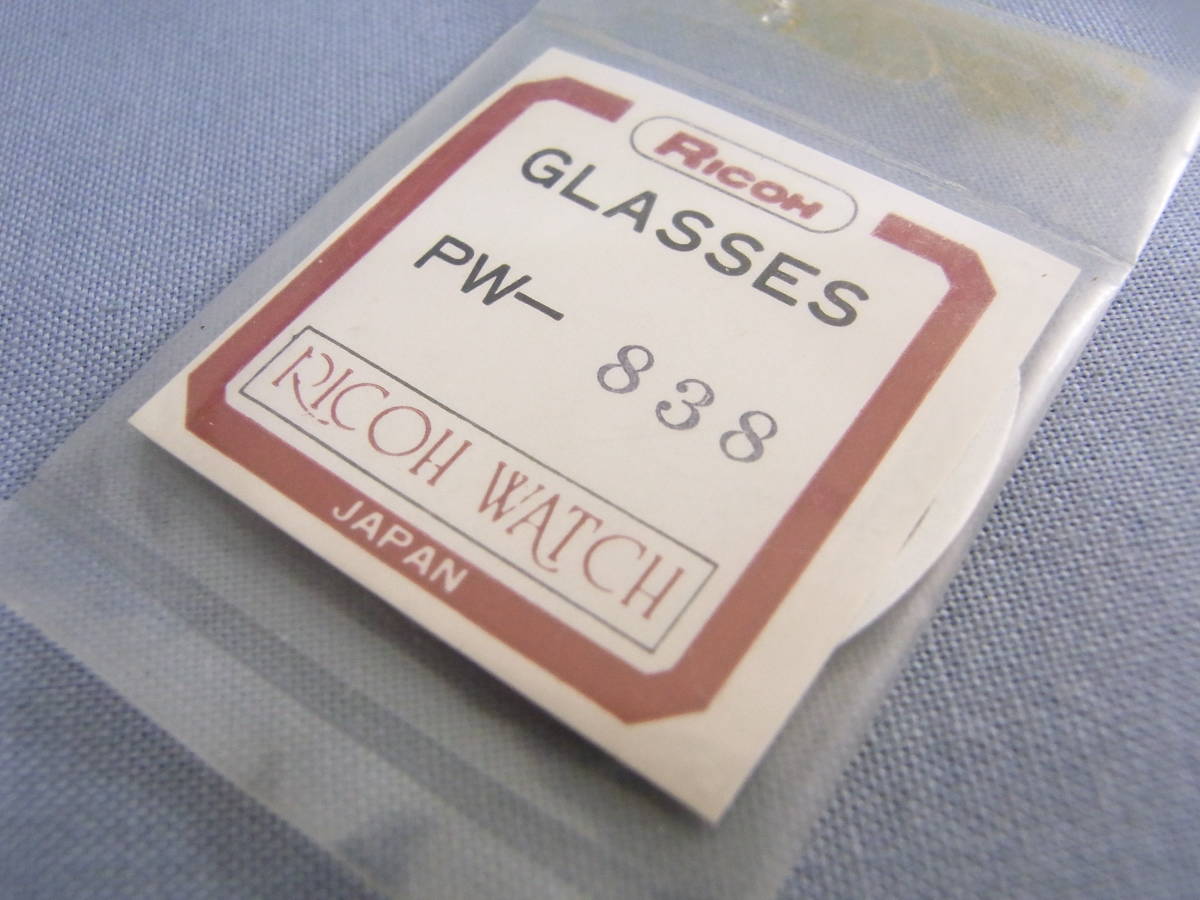 RICOH
GLASSES
PW- 838
RICOH WATCH
JAPAN